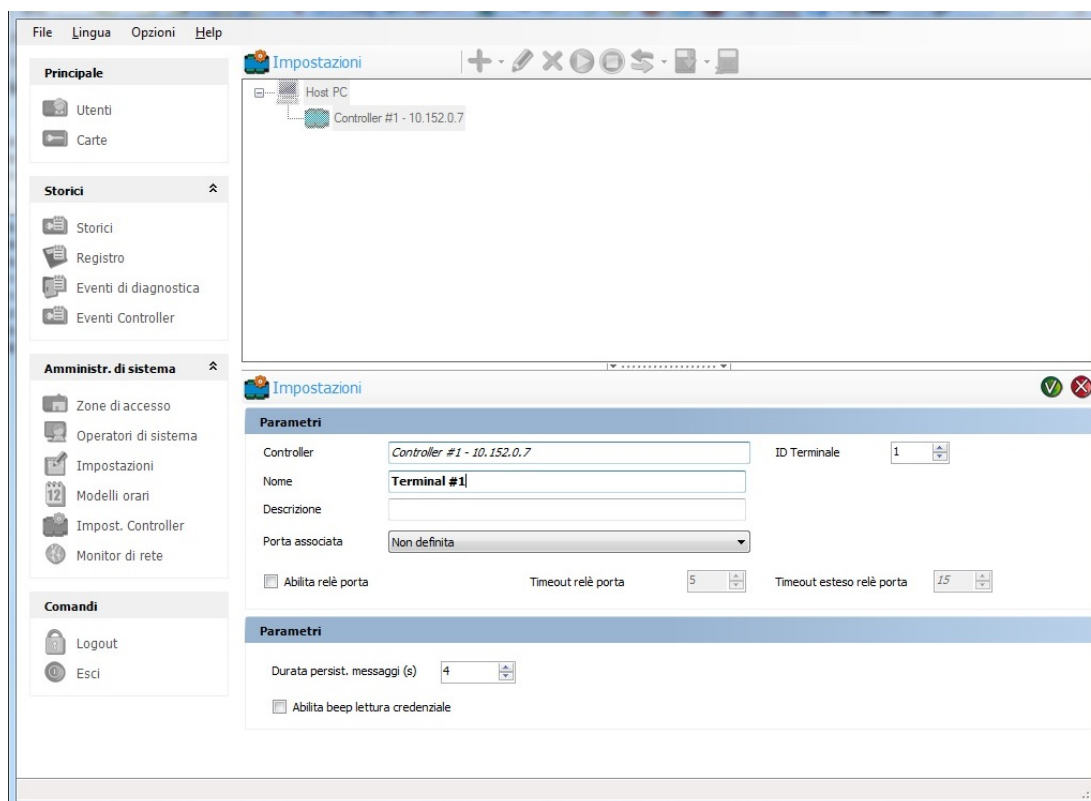 File Lingua Opzioni Help
Principale
Utenti
Carte
Storici
Storici
Registro
Eventi di diagnostica
Eventi Controller
Amministr. di sistema
Zone di accesso
Operatori di sistema
Impostazioni
12 Modelli orari
Impost. Controller
Monitor di rete
Comandi
Logout
Esci
Impostazioni
Host PC
Controller #1 - 10.152.0.7
Impostazioni
Parametri
Controller Controller #1 - 10.152.0.7 ID Terminale 1
Nome Terminal #1
Descrizione
Porta associata Non definita
Abilita relè porta Timeout relè porta 5 Timeout esteso relè porta 15
Parametri
Durata persist. messaggi (s) 4
Abilita beep lettura credenziale